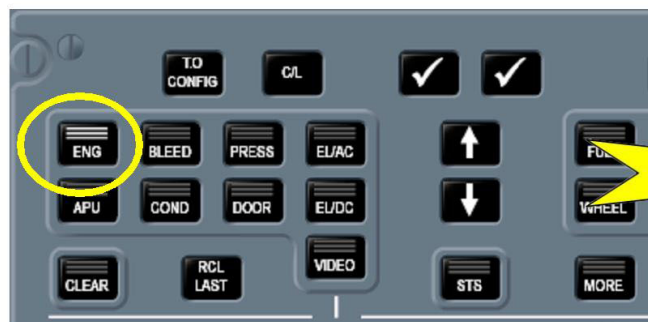 T.O
CONFIG
C/L
ENG
BLEED
PRESS
EL/AC
APU
COND
DOOR
EL/DC
WHEEL
CLEAR
RCL
LAST
VIDEO
STS
MORE